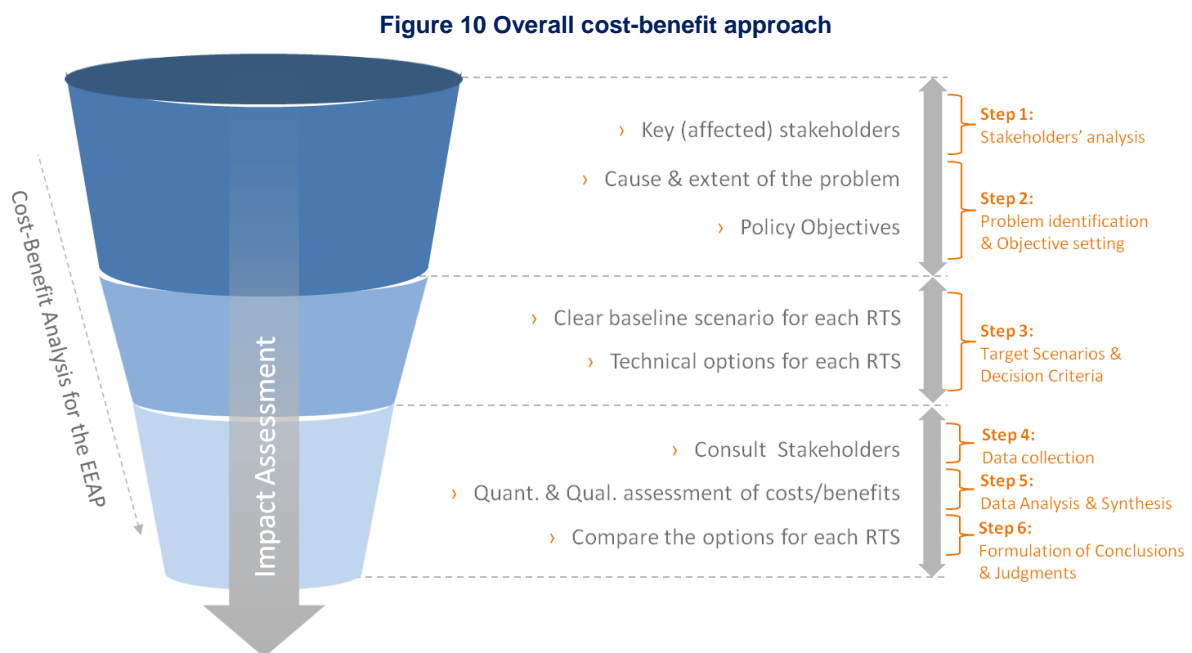 Figure 10 Overall cost-benefit approach
Cost-Benefit Analysis for the EEAP
Impact Assessment
› Key (affected) stakeholders
› Cause & extent of the problem
› Policy Objectives
› Clear baseline scenario for each RTS
› Technical options for each RTS
› Consult Stakeholders
› Quant. & Qual. assessment of costs/benefits
› Compare the options for each RTS
Step 1:
Stakeholders’ analysis
Step 2:
Problem identification
& Objective setting
Step 3:
Target Scenarios &
Decision Criteria
Step 4:
Data collection
Step 5:
Data Analysis & Synthesis
Step 6:
Formulation of Conclusions
& Judgments